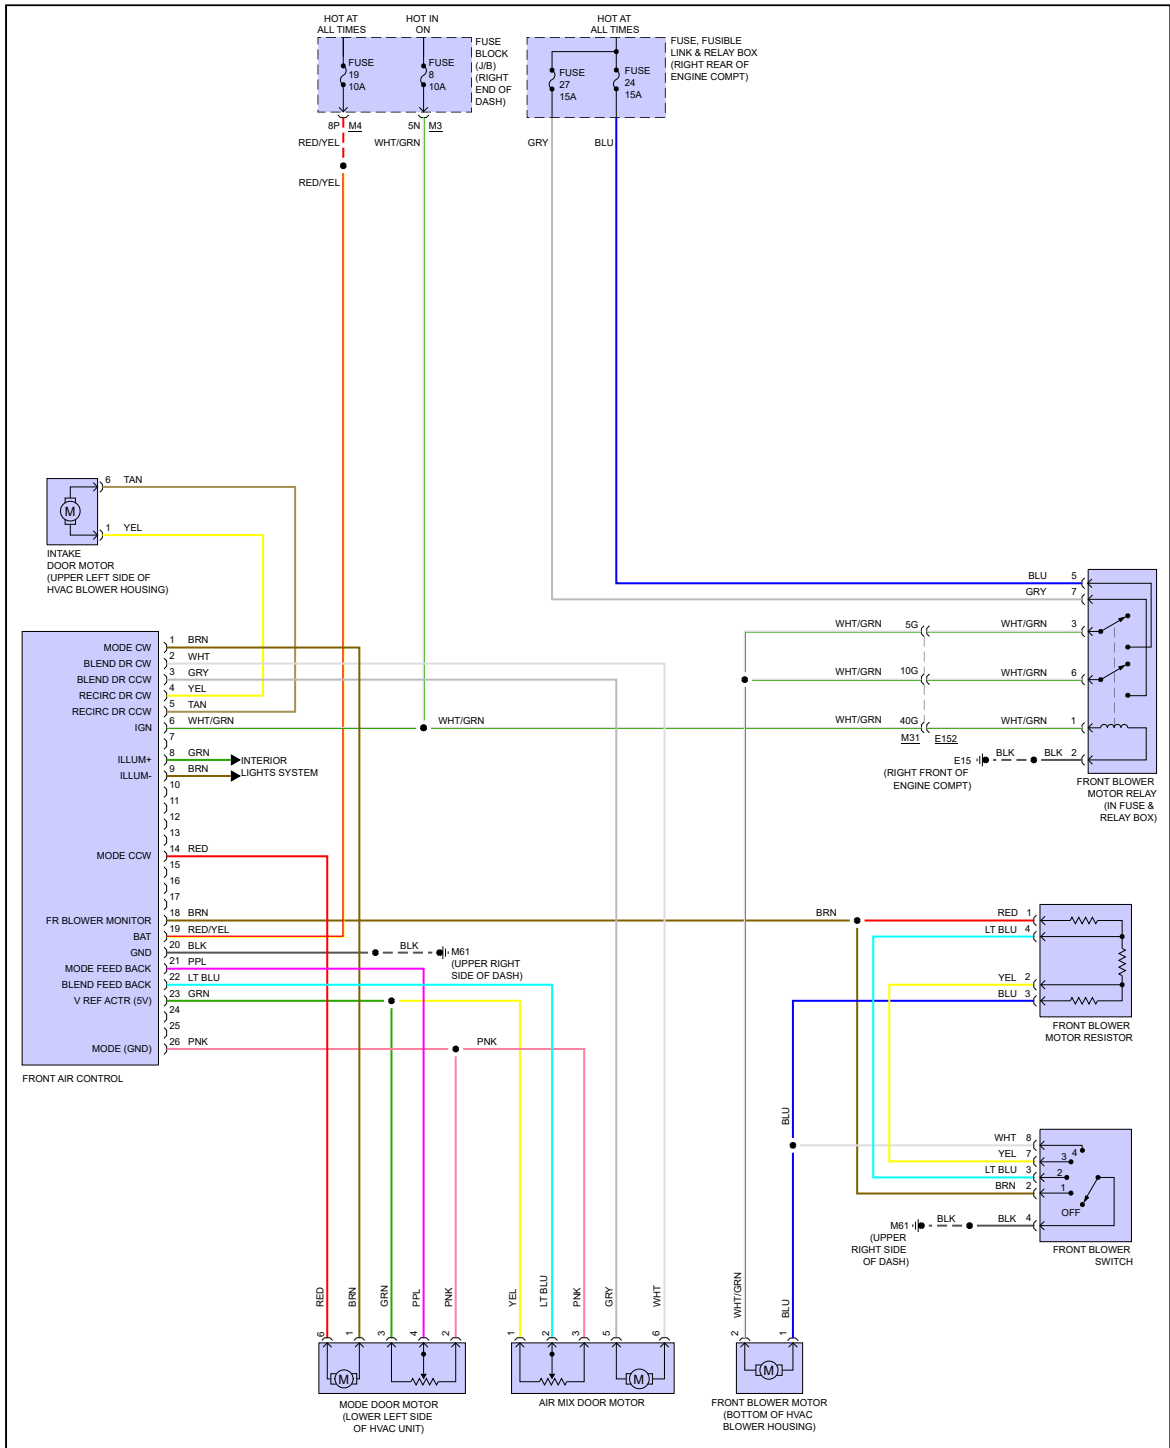 HOT AT
ALL TIMES
HOT IN
ON
HOT AT
ALL TIMES
FUSE
19
10A
FUSE
8
10A
FUSE
BLOCK
(J/B)
(RIGHT
END OF
DASH)
FUSE
27
15A
FUSE
24
15A
FUSE, FUSIBLE
LINK & RELAY BOX
(RIGHT REAR OF
ENGINE COMPT)
8P M4
5N M3
RED/YEL
WHT/GRN
GRY
BLU
RED/YEL
6 TAN
M
1 YEL
INTAKE
DOOR MOTOR
(UPPER LEFT SIDE OF
HVAC BLOWER HOUSING)
BLU 5
GRY 7
WHT/GRN 5G WHT/GRN 3
WHT/GRN 10G WHT/GRN 6
WHT/GRN 40G WHT/GRN 1
M31 E152
E15 BLK BLK 2
(RIGHT FRONT OF
ENGINE COMPT)
FRONT BLOWER
MOTOR RELAY
(IN FUSE &
RELAY BOX)
MODE CW 1 BRN
BLEND DR CW 2 WHT
BLEND DR CCW 3 GRY
RECIRC DR CW 4 YEL
RECIRC DR CCW 5 TAN
IGN 6 WHT/GRN WHT/GRN
7
ILLUM+ 8 GRN INTERIOR
ILLUM- 9 BRN LIGHTS SYSTEM
10
11
12
13
MODE CCW 14 RED
15
16
17
FR BLOWER MONITOR 18 BRN BRN
BAT 19 RED/YEL
GND 20 BLK BLK M61
(UPPER RIGHT
SIDE OF DASH)
MODE FEED BACK 21 PPL
BLEND FEED BACK 22 LT BLU
V REF ACTR (5V) 23 GRN
24
25
MODE (GND) 26 PNK PNK
FRONT AIR CONTROL
RED 1
LT BLU 4
YEL 2
BLU 3
FRONT BLOWER
MOTOR RESISTOR
BLU
WHT 8
YEL 7
LT BLU 3
BRN 2
4
3
2
1
OFF
M61 BLK BLK 4
(UPPER
RIGHT SIDE
OF DASH)
FRONT BLOWER
SWITCH
RED
BRN
GRN
PPL
PNK
YEL
LT BLU
PNK
GRY
WHT
WHT/GRN
BLU
6 1 3 4 2
1 2 3 5 6
2 1
M
M
M
MODE DOOR MOTOR
(LOWER LEFT SIDE
OF HVAC UNIT)
AIR MIX DOOR MOTOR
FRONT BLOWER MOTOR
(BOTTOM OF HVAC
BLOWER HOUSING)